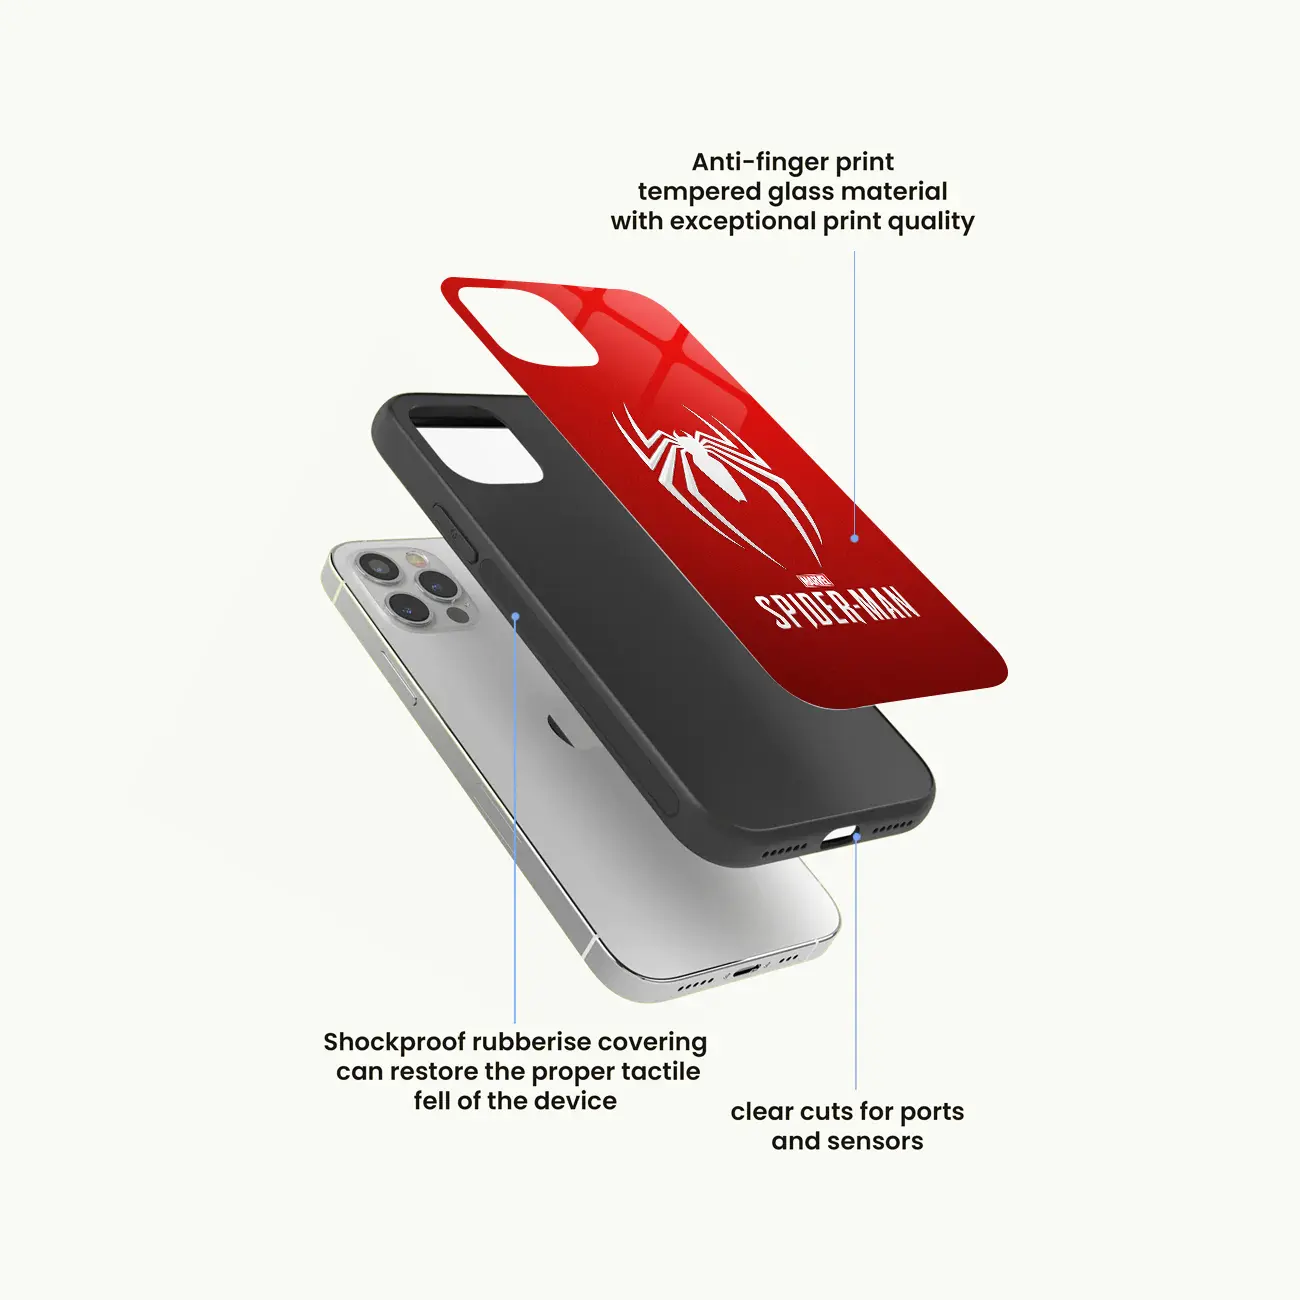 Anti-finger print
tempered glass material
with exceptional print quality
MARVEL
SPIDER-MAN
Shockproof rubberise covering
can restore the proper tactile
fell of the device
clear cuts for ports
and sensors